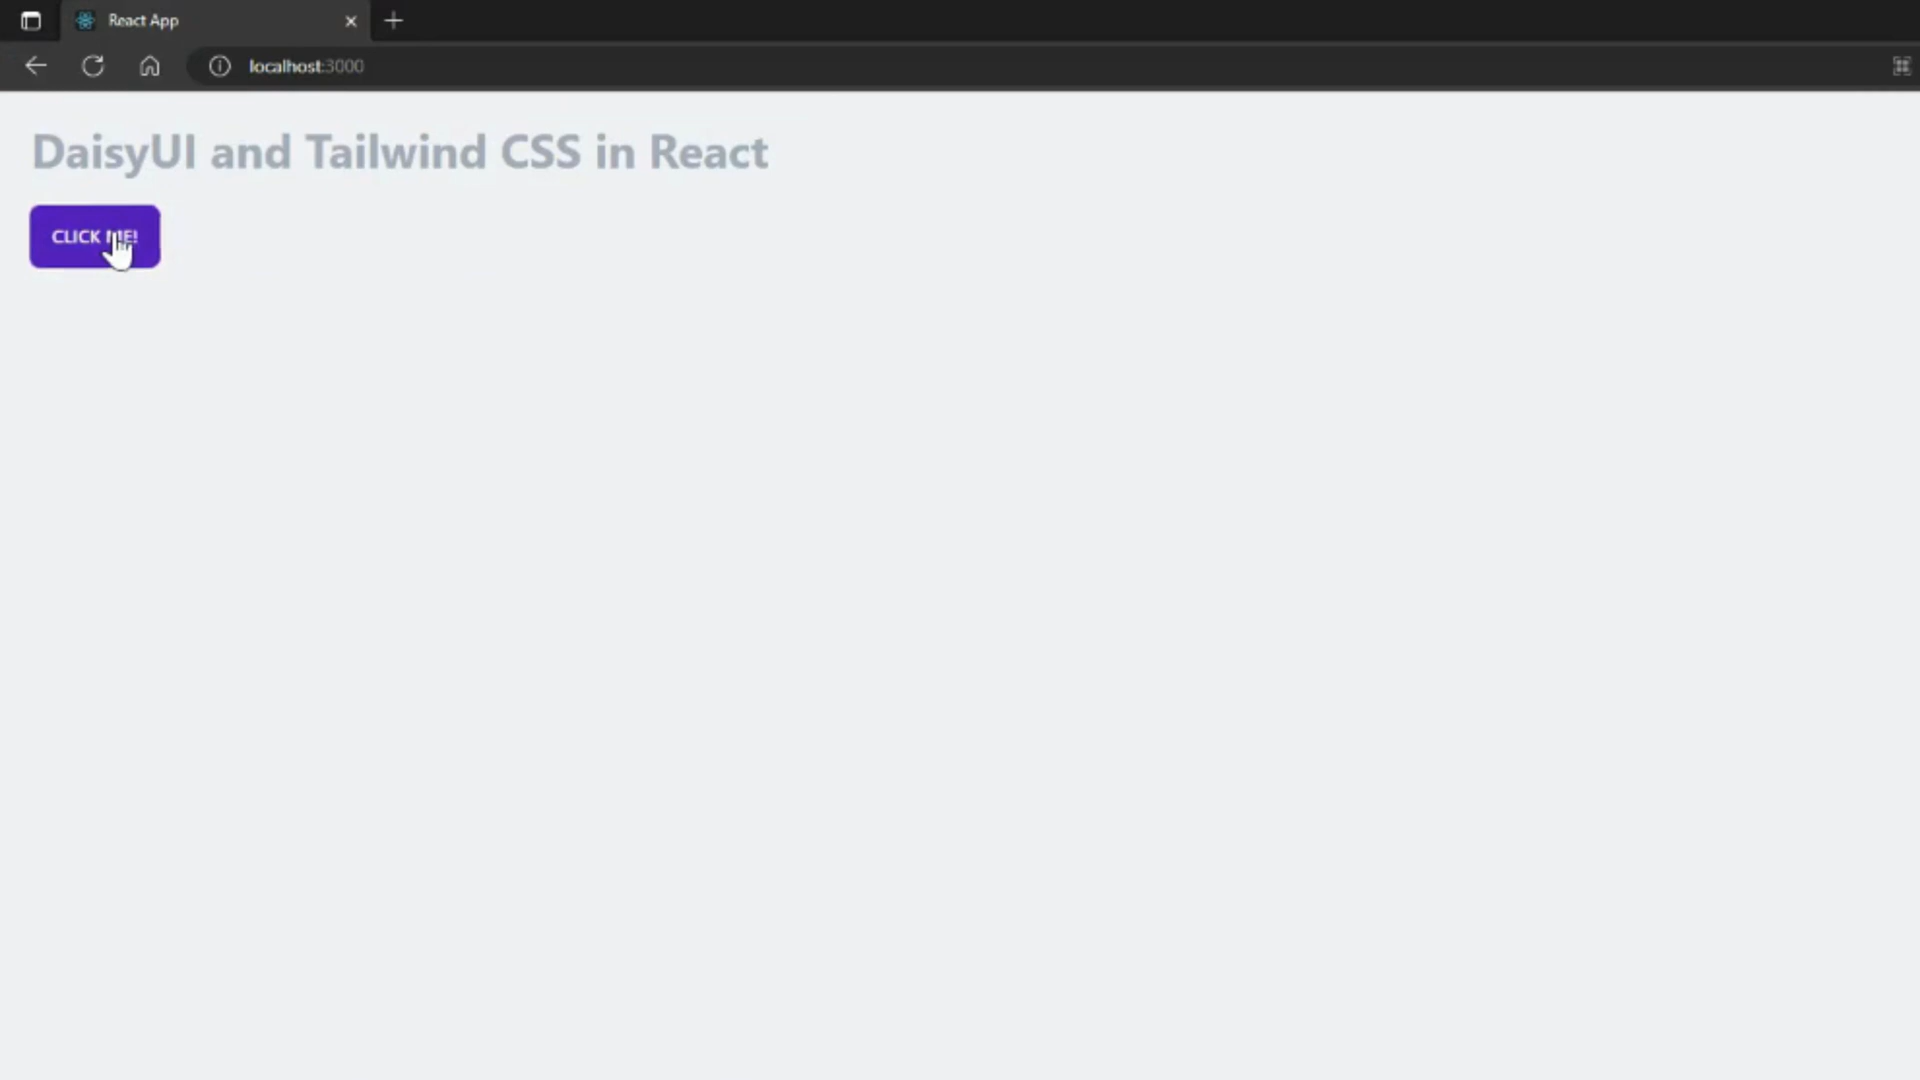 React App
localhost:3000
DaisyUI and Tailwind CSS in React
CLICK ME!